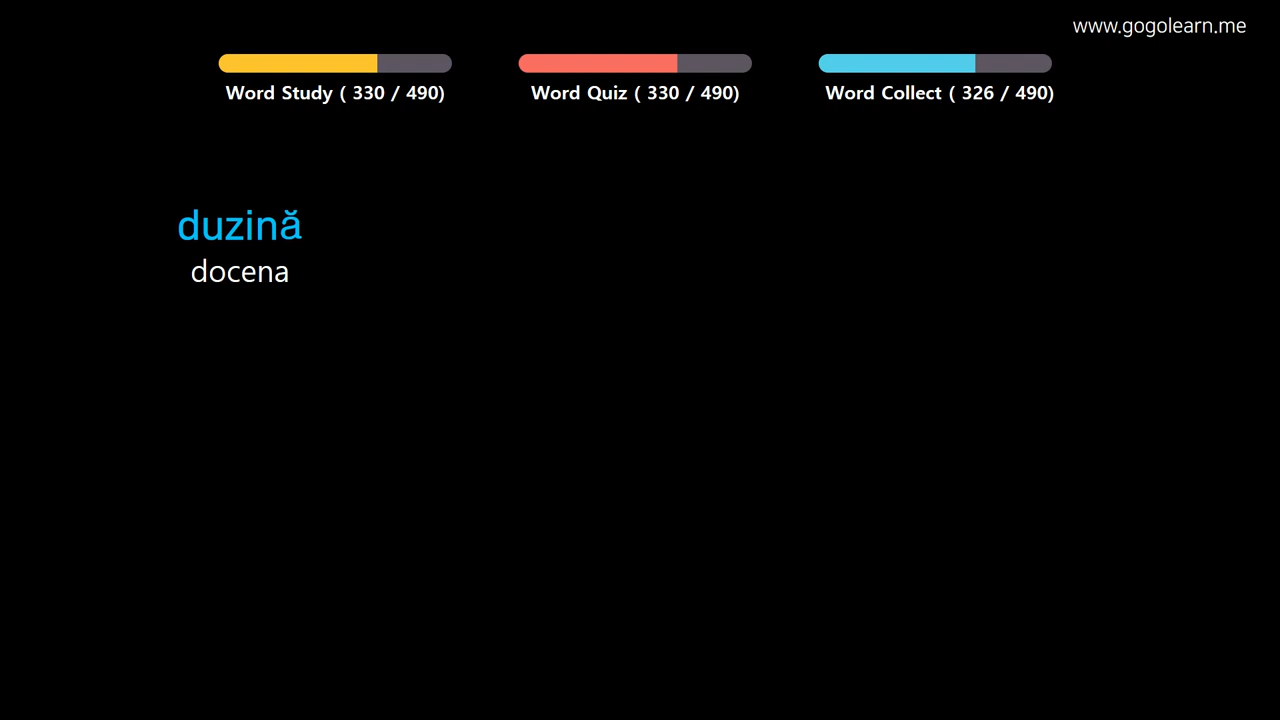 www.gogolearn.me
Word Study ( 330 / 490)
Word Quiz ( 330 / 490)
Word Collect ( 326 / 490)
duzină
docena